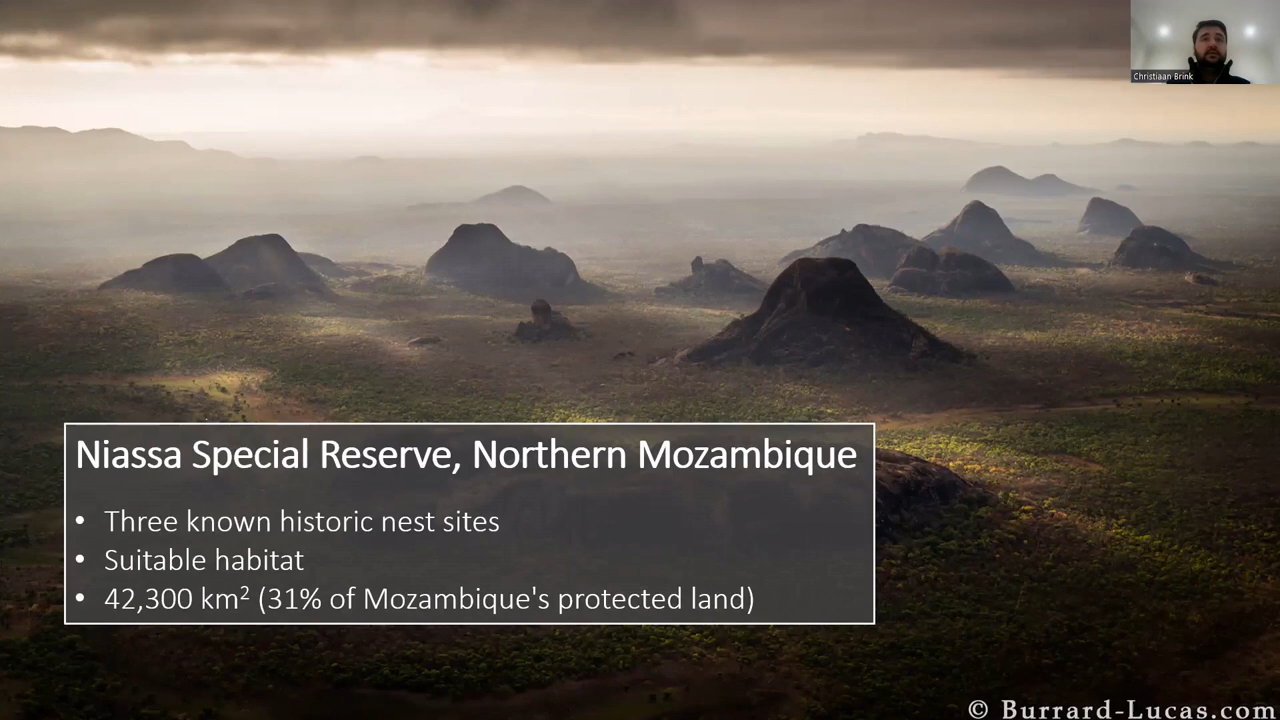 Christiaan Brink
Niassa Special Reserve, Northern Mozambique
• Three known historic nest sites
• Suitable habitat
• 42,300 km² (31% of Mozambique's protected land)
© Burrard-Lucas.com